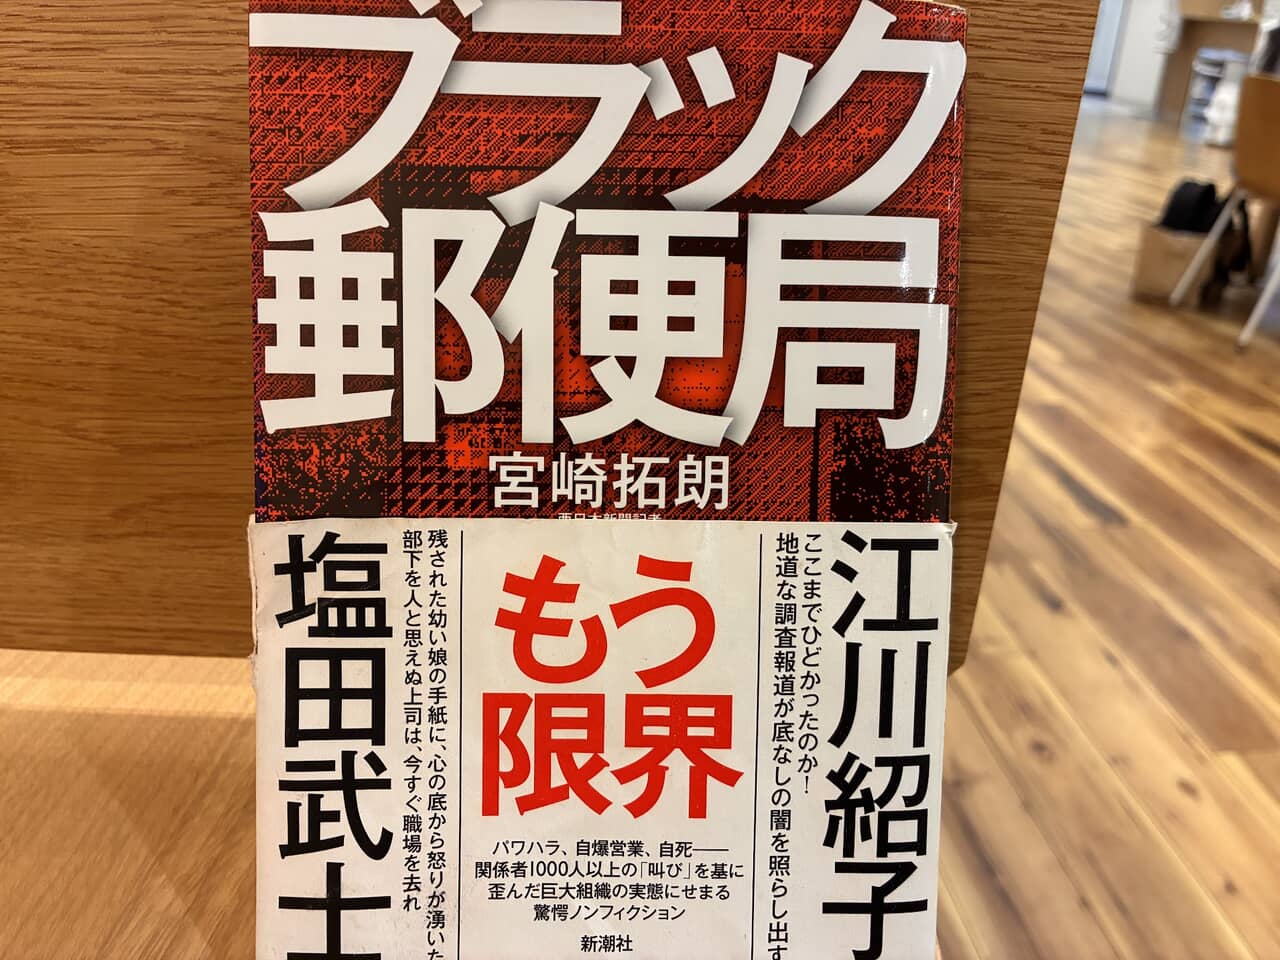 ブラック
郵便局
宮崎拓朗
西日本新聞記者
江川紹子
ここまでひどかったのか！
地道な調査報道が底なしの闇を照らし出す
もう
限界
パワハラ、自爆営業、自死――
関係者1000人以上の「叫び」を基に
歪んだ巨大組織の実態にせまる
驚愕ノンフィクション
新潮社
残された幼い娘の手紙に、心の底から怒りが湧いた
部下を人と思えぬ上司は、今すぐ職場を去れ
塩田武士